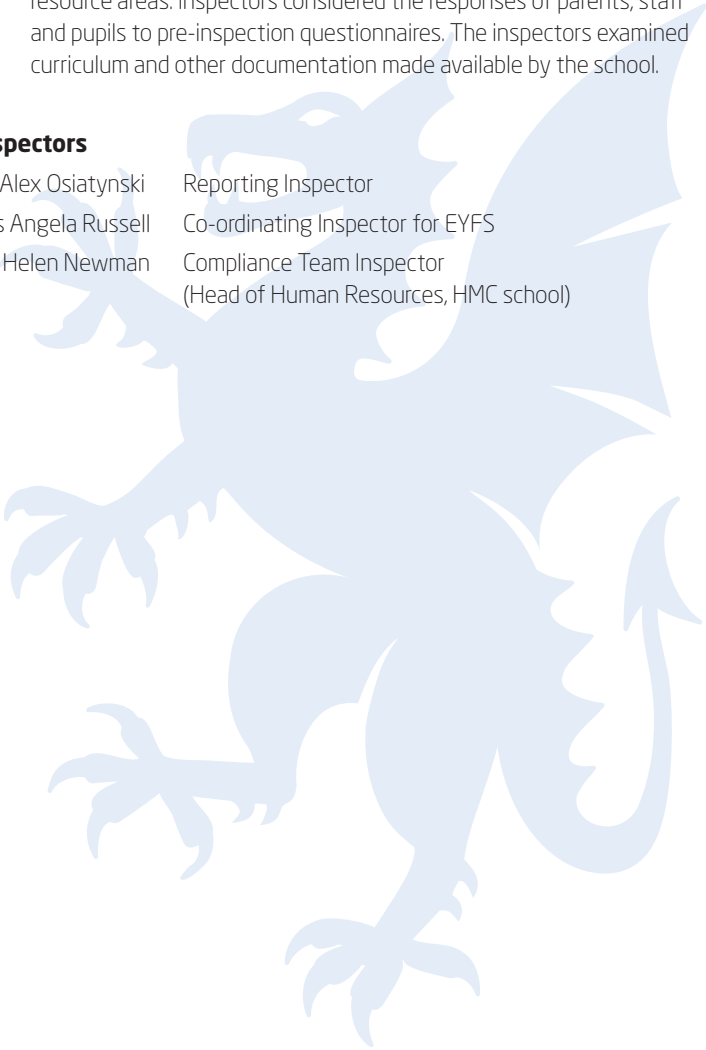 resource areas. Inspectors considered the responses of parents, staff
and pupils to pre-inspection questionnaires. The inspectors examined
curriculum and other documentation made available by the school.
spectors
Alex Osiatynski Reporting Inspector
s Angela Russell Co-ordinating Inspector for EYFS
Helen Newman Compliance Team Inspector
(Head of Human Resources, HMC school)